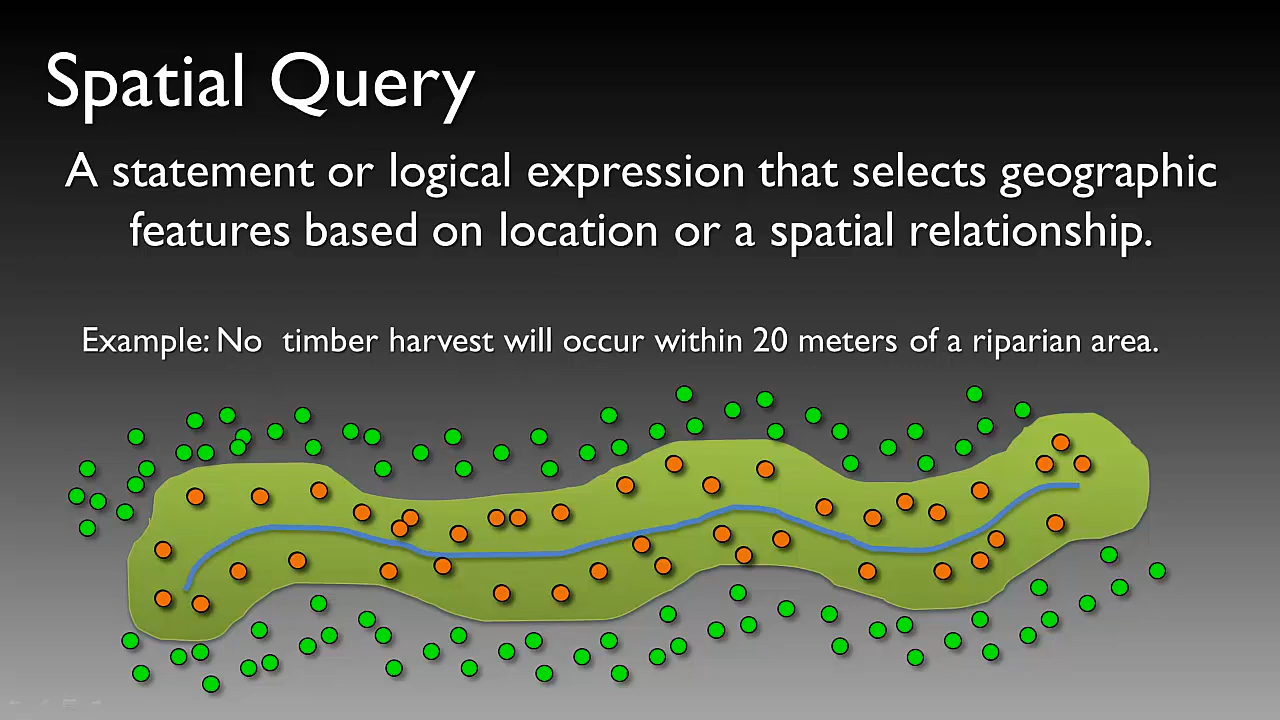 Spatial Query
A statement or logical expression that selects geographic
features based on location or a spatial relationship.
Example: No  timber harvest will occur within 20 meters of a riparian area.